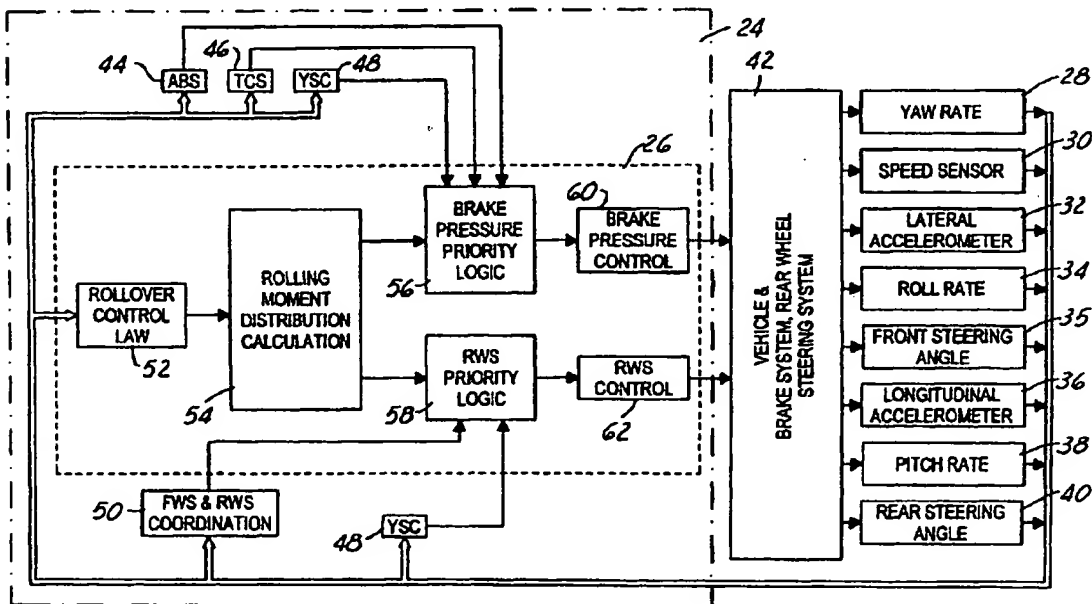 24
44
ABS
46
TCS
YSC
48
42
28
YAW RATE
30
SPEED SENSOR
32
LATERAL
ACCELEROMETER
34
ROLL RATE
35
FRONT STEERING
ANGLE
36
LONGITUDINAL
ACCELEROMETER
38
PITCH RATE
40
REAR STEERING
ANGLE
VEHICLE &
BRAKE SYSTEM, REAR WHEEL
STEERING SYSTEM
26
BRAKE
PRESSURE
PRIORITY
LOGIC
56
60
BRAKE
PRESSURE
CONTROL
ROLLOVER
CONTROL
LAW
52
ROLLING
MOMENT
DISTRIBUTION
CALCULATION
54
RWS
PRIORITY
LOGIC
58
RWS CONTROL
62
50
FWS & RWS
COORDINATION
48
YSC